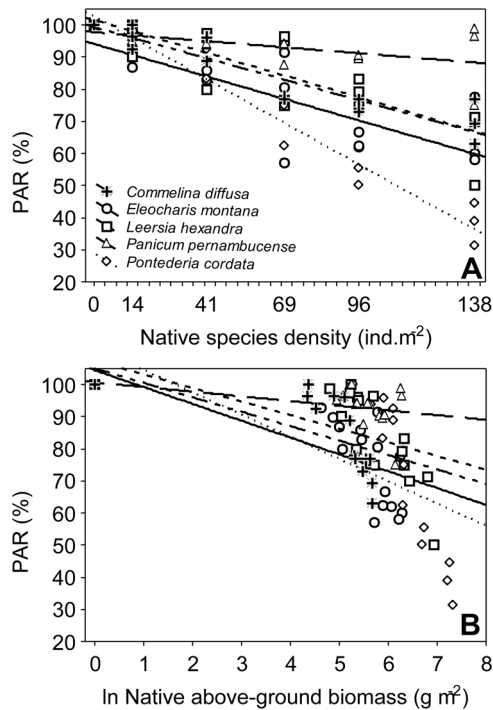 100
90
80
70
60
50
40
30
20
PAR (%)
Commelina diffusa
Eleocharis montana
Leersia hexandra
Panicum pernambucense
Pontederia cordata
A
0 14 41 69 96 138
Native species density (ind.m⁻²)
100
90
80
70
60
50
40
30
20
PAR (%)
B
0 1 2 3 4 5 6 7 8
ln Native above-ground biomass (g m⁻²)